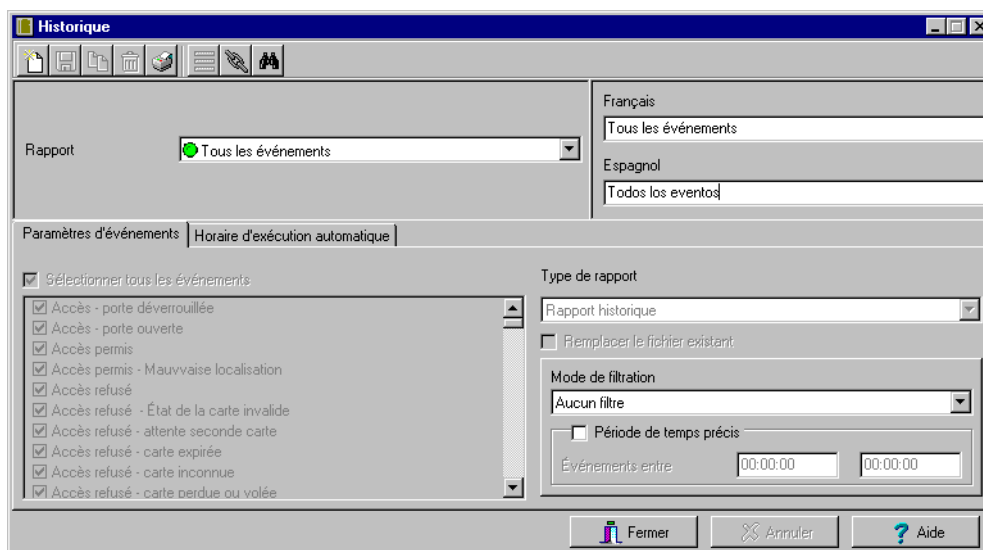 Historique
Français
Tous les événements
Rapport
Tous les événements
Espagnol
Todos los eventos
Paramètres d'événements
Horaire d'exécution automatique
Sélectionner tous les événements
Accès - porte déverrouillée
Accès - porte ouverte
Accès permis
Accès permis - Mauvvaise localisation
Accès refusé
Accès refusé - État de la carte invalide
Accès refusé - attente seconde carte
Accès refusé - carte expirée
Accès refusé - carte inconnue
Accès refusé - carte perdue ou volée
Type de rapport
Rapport historique
Remplacer le fichier existant
Mode de filtration
Aucun filtre
Période de temps précis
Événements entre 00:00:00 00:00:00
Fermer
Annuler
? Aide